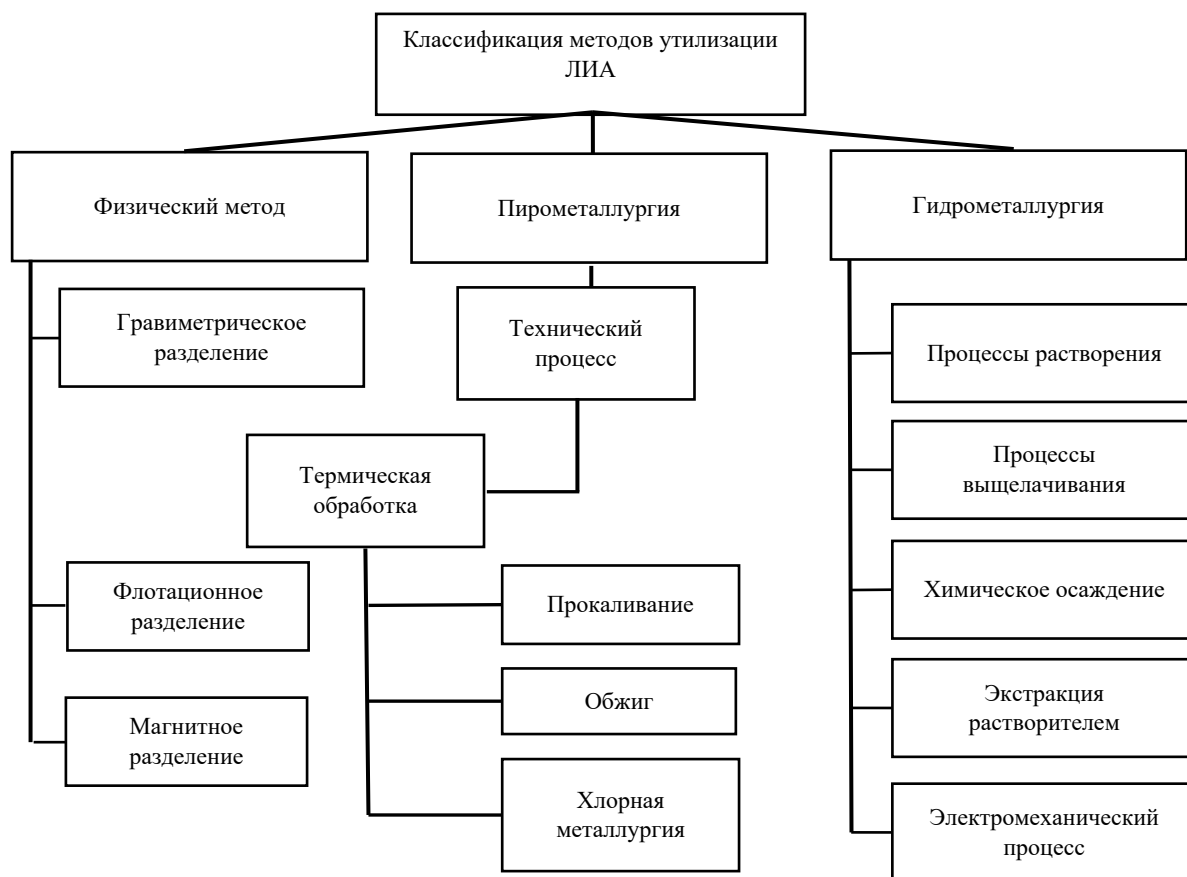 Классификация методов утилизации
ЛИА
Физический метод
Пирометаллургия
Гидрометаллургия
Гравиметрическое
разделение
Флотационное
разделение
Магнитное
разделение
Технический
процесс
Термическая
обработка
Прокаливание
Обжиг
Хлорная
металлургия
Процессы растворения
Процессы
выщелачивания
Химическое осаждение
Экстракция
растворителем
Электромеханический
процесс